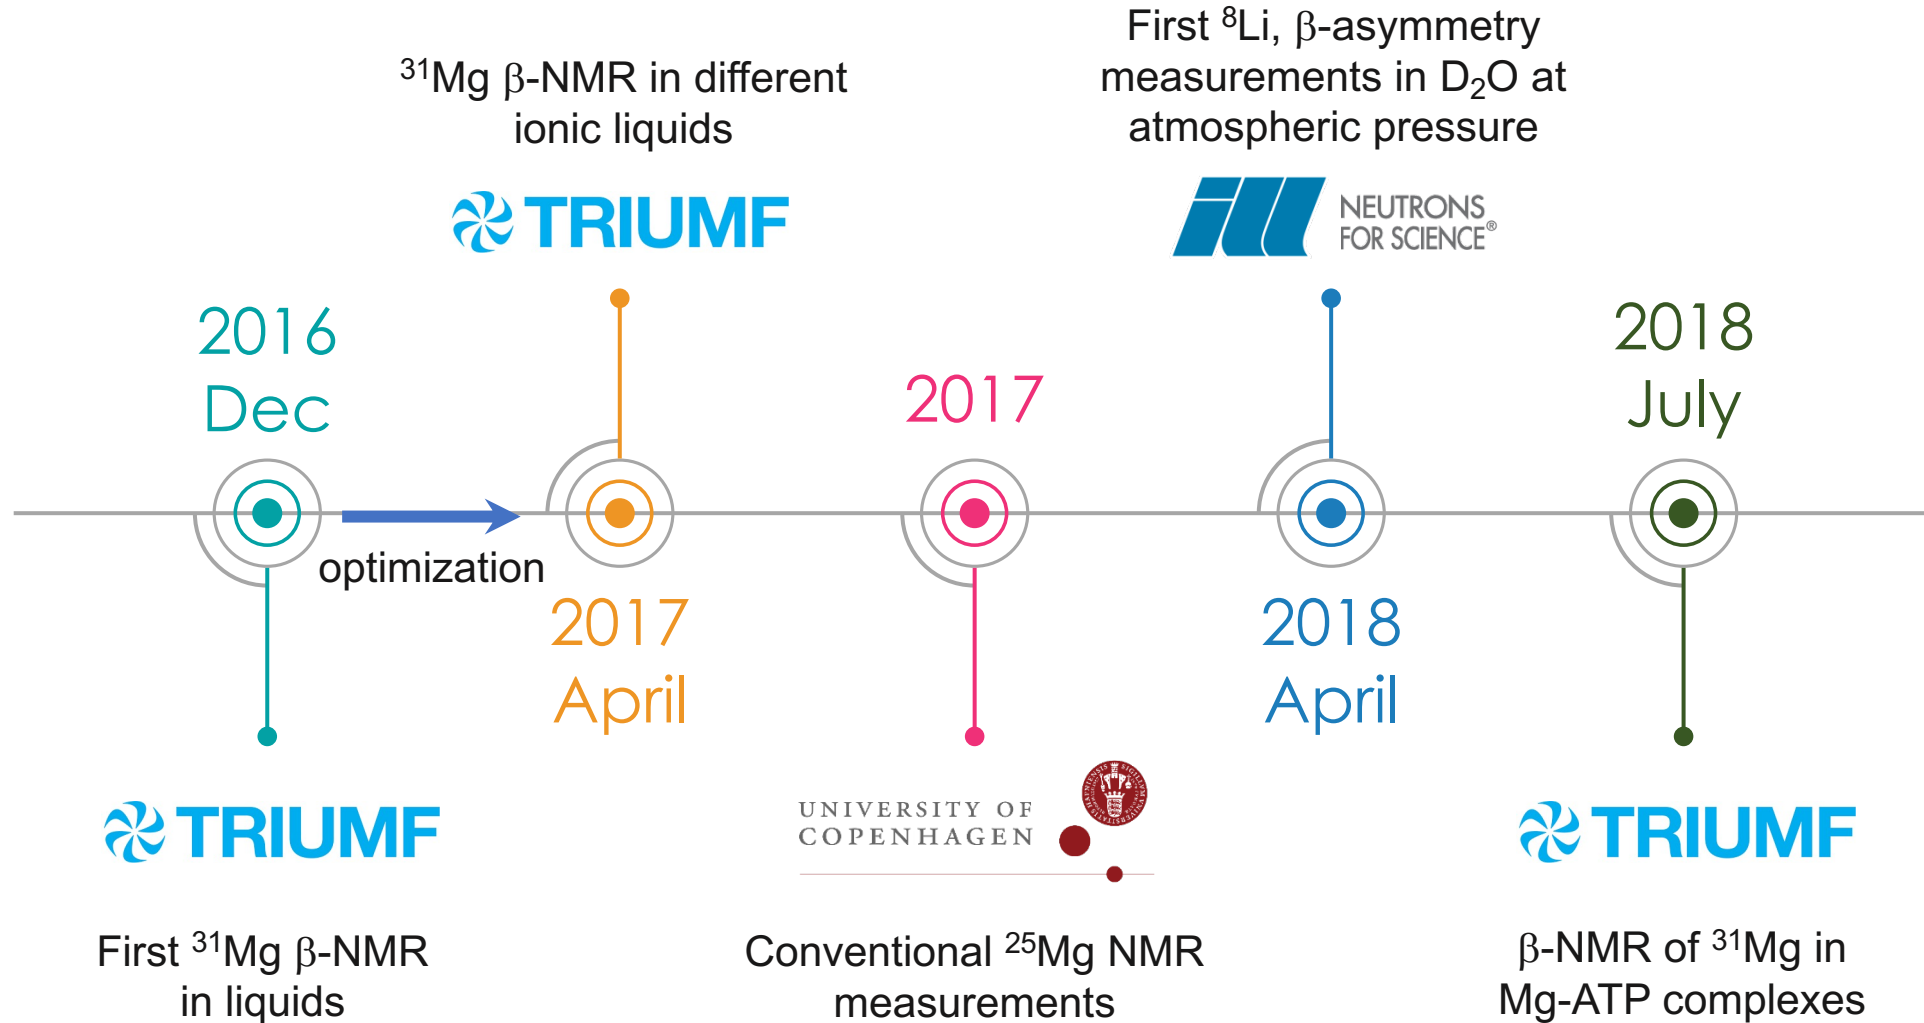 ³¹Mg β-NMR in different
ionic liquids
TRIUMF
First ⁸Li, β-asymmetry
measurements in D₂O at
atmospheric pressure
ill
NEUTRONS
FOR SCIENCE®
2016
Dec
2017
2018
July
optimization
2017
April
2018
April
TRIUMF
First ³¹Mg β-NMR
in liquids
UNIVERSITY OF
COPENHAGEN
Conventional ²⁵Mg NMR
measurements
TRIUMF
β-NMR of ³¹Mg in
Mg-ATP complexes